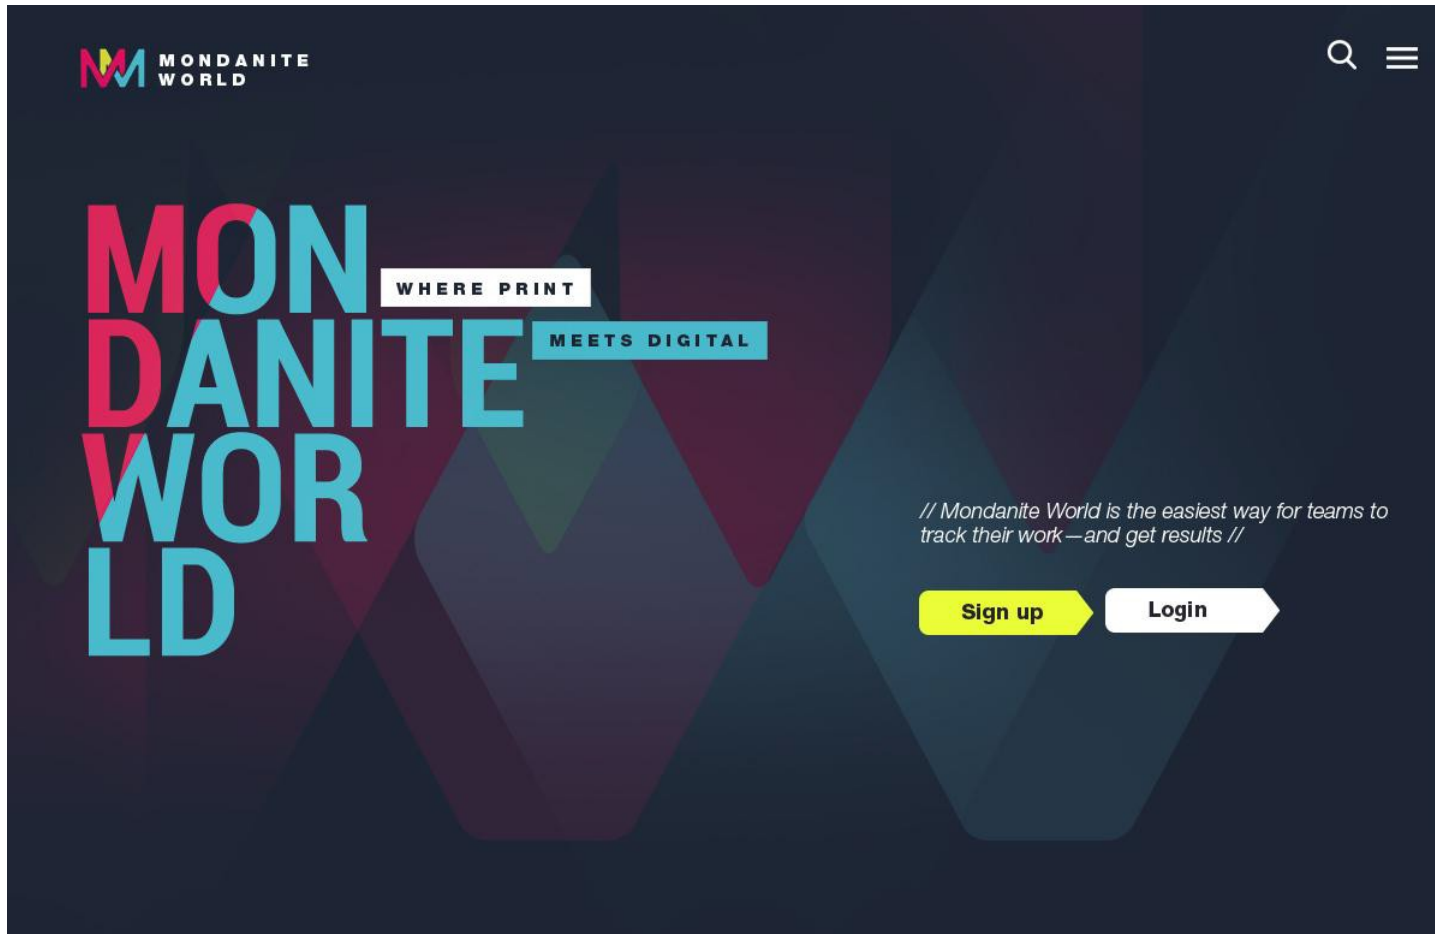 MONDANITE
WORLD
MON
WHERE PRINT
DANITE
MEETS DIGITAL
WOR
LD
// Mondanite World is the easiest way for teams to
track their work—and get results //
Sign up
Login